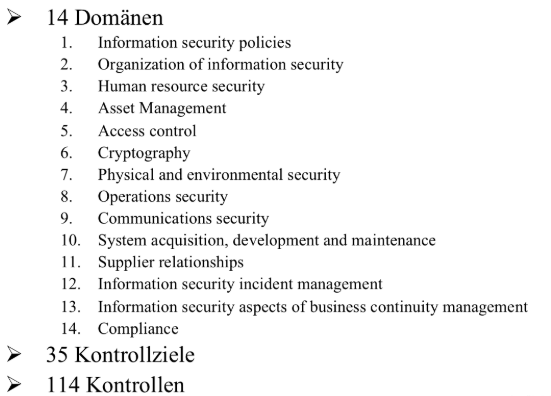 ➢ 14 Domänen
1. Information security policies
2. Organization of information security
3. Human resource security
4. Asset Management
5. Access control
6. Cryptography
7. Physical and environmental security
8. Operations security
9. Communications security
10. System acquisition, development and maintenance
11. Supplier relationships
12. Information security incident management
13. Information security aspects of business continuity management
14. Compliance
➢ 35 Kontrollziele
➢ 114 Kontrollen